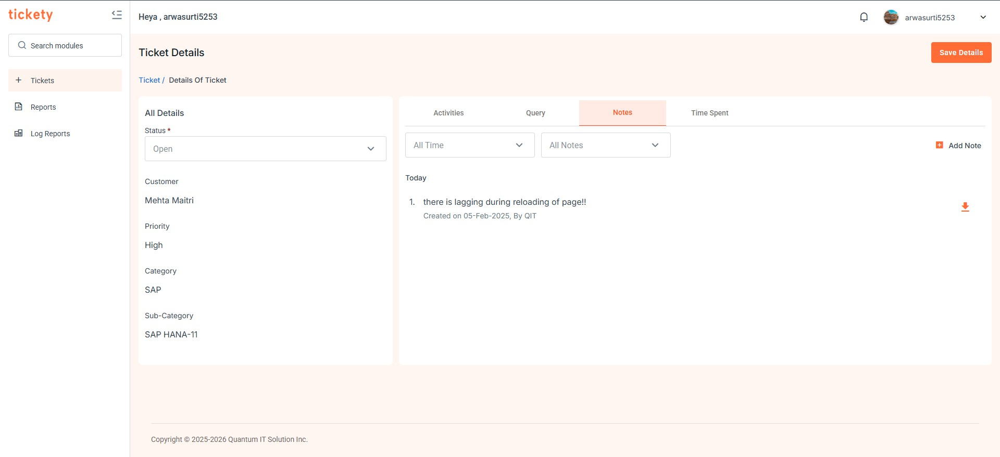 tickety
Search modules
Tickets
Reports
Log Reports
Heya , arwasurti5253
arwasurti5253
Ticket Details
Save Details
Ticket / Details Of Ticket
All Details
Status *
Open
Customer
Mehta Maitri
Priority
High
Category
SAP
Sub-Category
SAP HANA-11
Activities
Query
Notes
Time Spent
All Time
All Notes
Add Note
Today
1. there is lagging during reloading of page!!
Created on 05-Feb-2025, By QIT
Copyright © 2025-2026 Quantum IT Solution Inc.